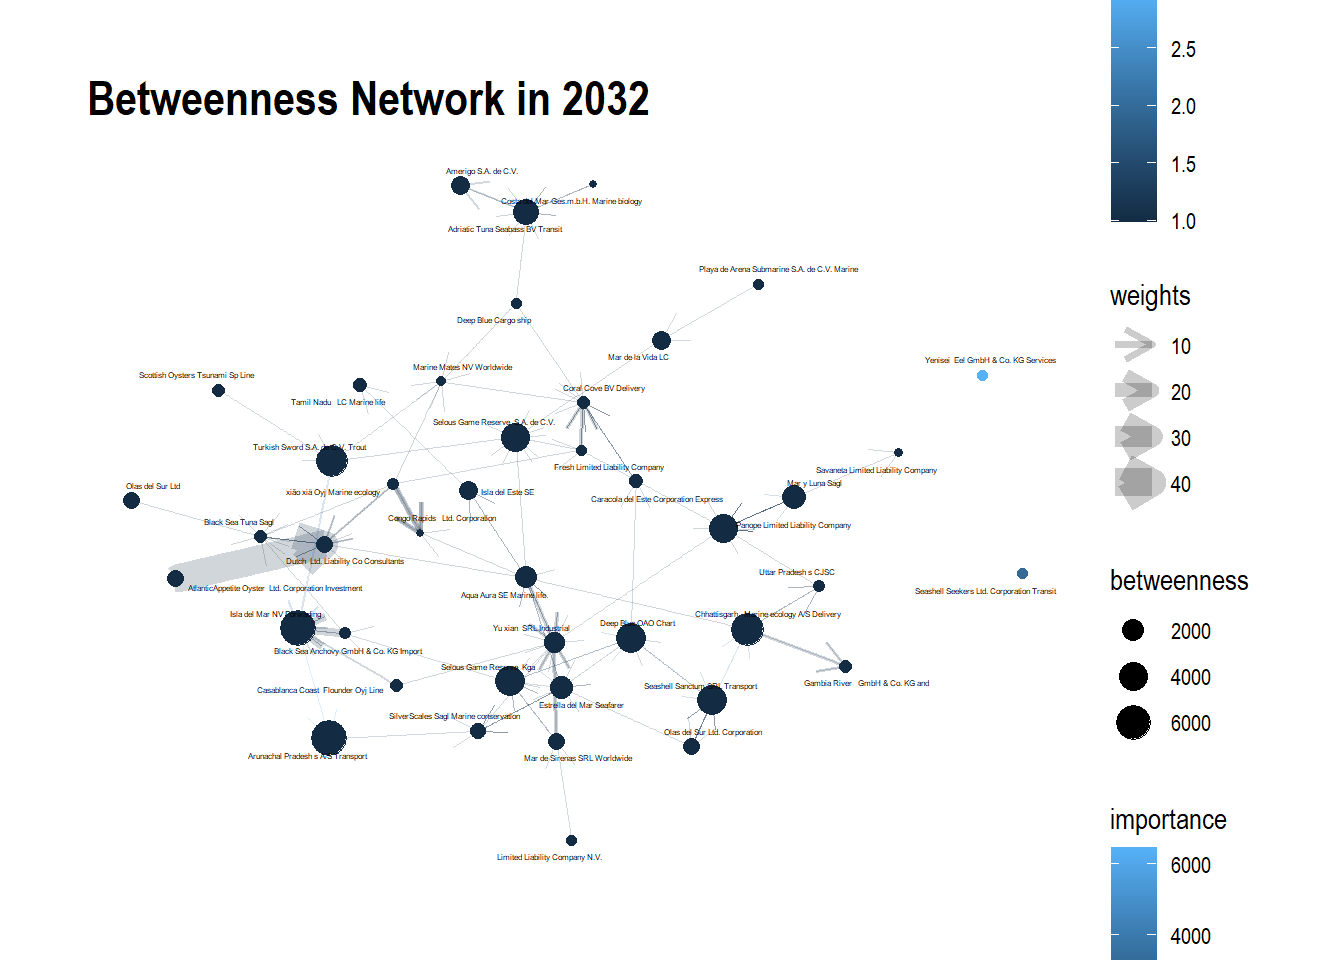 Betweenness Network in 2032
Amerigo S.A. de C.V.
Costa del Mar Ges.m.b.H. Marine biology
Adriatic Tuna Seabass BV Transit
Playa de Arena Submarine S.A. de C.V. Marine
Deep Blue Cargo ship
Mar de la Vida LC
Yenisei Eel GmbH & Co. KG Services
Marine Mates NV Worldwide
Scottish Oysters Tsunami Sp Line
Coral Cove BV Delivery
Tamil Nadu LC Marine life
Selous Game Reserve S.A. de C.V.
Turkish Sword S.A. de C.V. Trout
Fresh Limited Liability Company
Savaneta Limited Liability Company
Mar y Luna Sagl
Olas del Sur Ltd
xiǎo xiā Oyj Marine ecology
Isla del Este SE
Caracola del Este Corporation Express
Congo Rapids Ltd. Corporation
Black Sea Tuna Sagl
Panope Limited Liability Company
Dutch Ltd. Liability Co Consultants
Uttar Pradesh s CJSC
AtlanticAppetite Oyster Ltd. Corporation Investment
Aqua Aura SE Marine life
Seashell Seekers Ltd. Corporation Transit
Isla del Mar NV
Chhattisgarh Marine ecology A/S Delivery
Yu xian SRL Industrial
Deep Blue OAO Chart
Black Sea Anchovy GmbH & Co. KG Import
Selous Game Reserve Kga
Gambia River GmbH & Co. KG and
Casablanca Coast Flounder Oyj Line
Seashell Sanctum SRL Transport
Estrella del Mar Seafarer
SilverScales Sagl Marine conservation
Olas del Sur Ltd. Corporation
Arunachal Pradesh s A/S Transport
Mar de Sirenas SRL Worldwide
Limited Liability Company N.V.
2.5
2.0
1.5
1.0
weights
10
20
30
40
betweenness
2000
4000
6000
importance
6000
4000